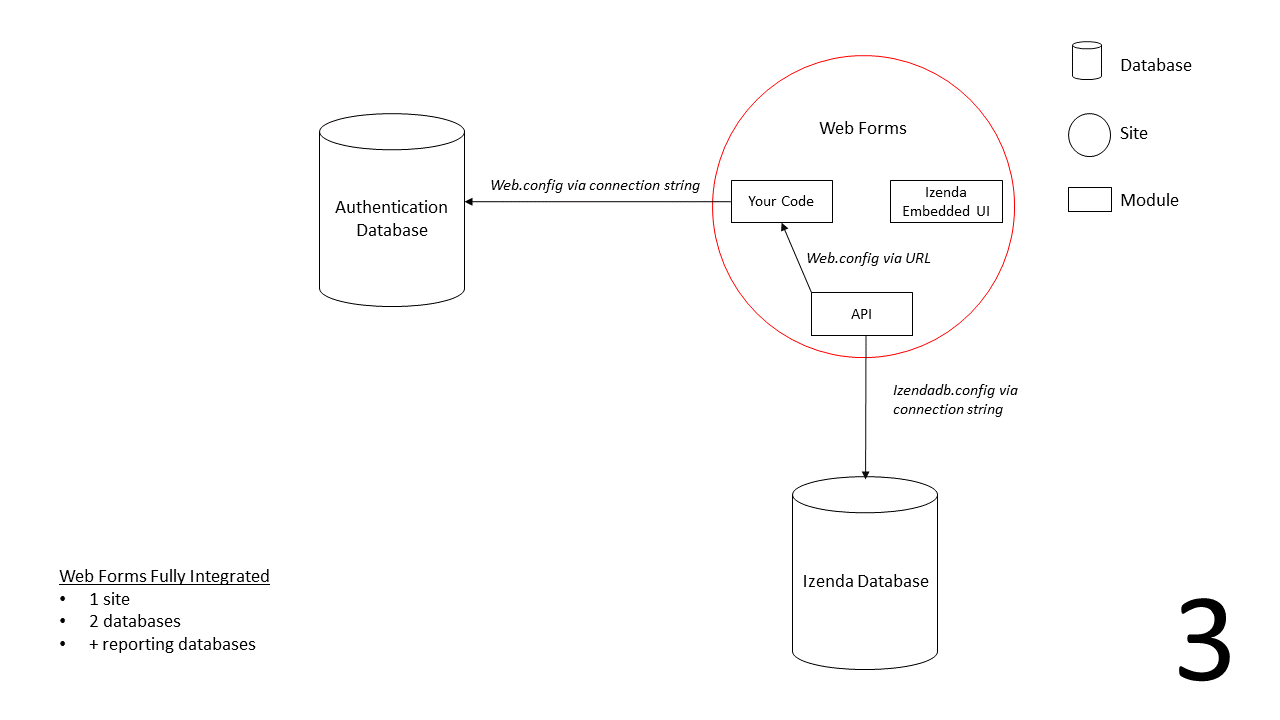 Database
Web Forms
Site
Web.config via connection string
Your Code
Izenda
Embedded UI
Module
Authentication
Database
Web.config via URL
API
Izendadb.config via
connection string
Izenda Database
Web Forms Fully Integrated
• 1 site
• 2 databases
• + reporting databases
3